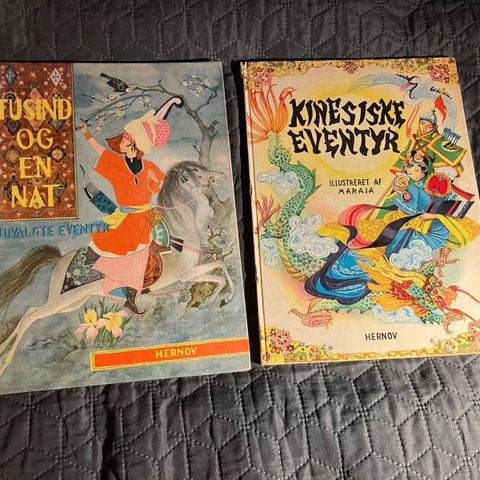 TUSIND
OG
EN
NAT
UDVALGTE EVENTYR
HERNOV
KINESISKE
EVENTYR
ILLUSTRERET AF
MARAJA
HERNOV